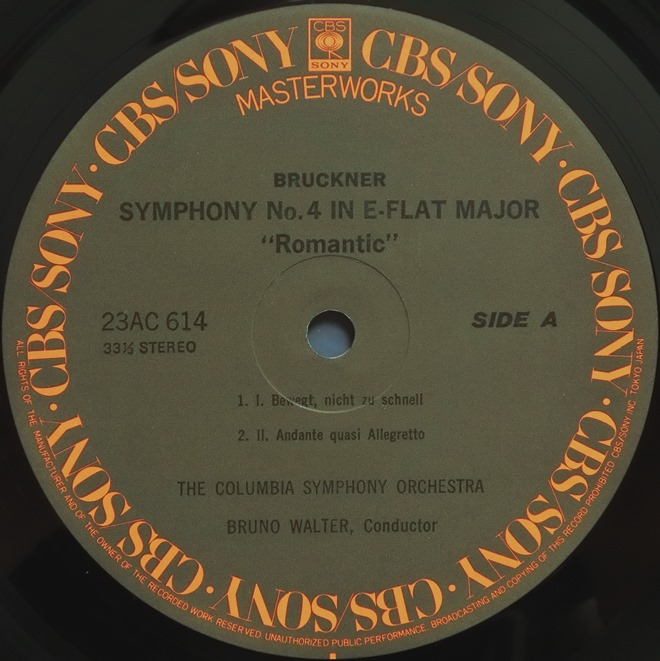 CBS
SONY
CBS/SONY · CBS/SONY · CBS/SONY · CBS/SONY · CBS/SONY · CBS/SONY · CBS/SONY · CBS/SONY · CBS/SONY
MASTERWORKS
BRUCKNER
SYMPHONY No.4 IN E-FLAT MAJOR
"Romantic"
23AC 614
33⅓ STEREO
SIDE A
1. I. Bewegt, nicht zu schnell
2. II. Andante quasi Allegretto
THE COLUMBIA SYMPHONY ORCHESTRA
BRUNO WALTER, Conductor
ALL RIGHTS OF THE MANUFACTURER AND OF THE OWNER OF THE RECORDED WORK RESERVED. UNAUTHORIZED PUBLIC PERFORMANCE, BROADCASTING AND COPYING OF THIS RECORD PROHIBITED CBS/SONY INC. TOKYO JAPAN